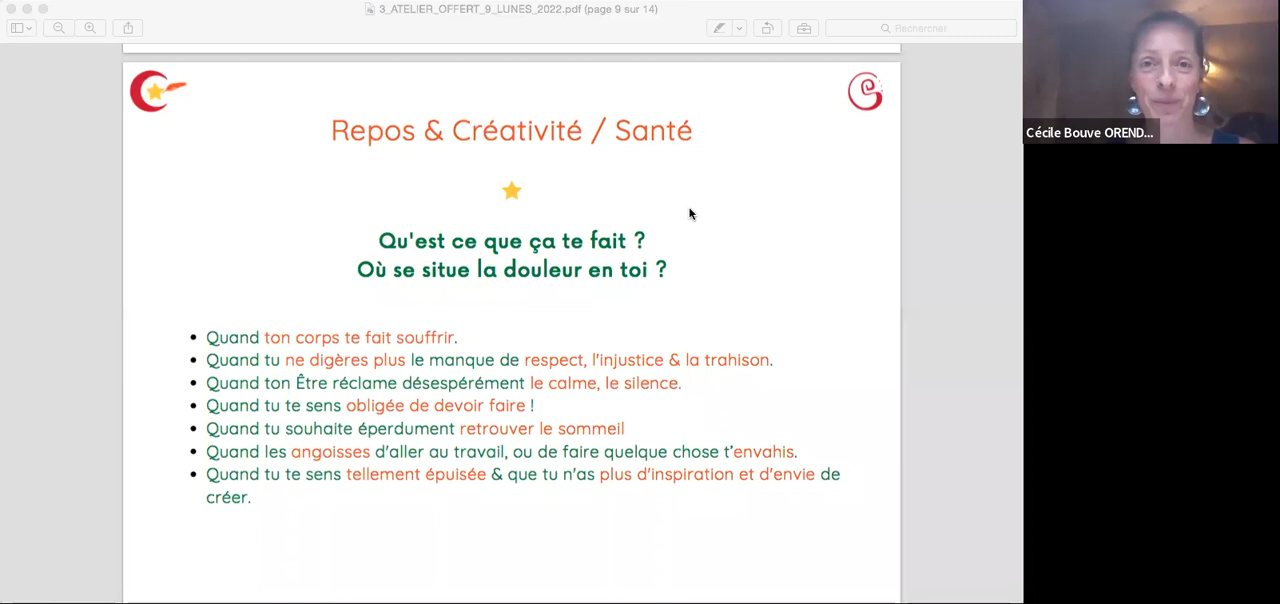 3_ATELIER_OFFERT_9_LUNES_2022.pdf (page 9 sur 14)
Rechercher
Cécile Bouve OREND...
Repos & Créativité / Santé
Qu'est ce que ça te fait ?
Où se situe la douleur en toi ?
• Quand ton corps te fait souffrir.
• Quand tu ne digères plus le manque de respect, l'injustice & la trahison.
• Quand ton Être réclame désespérément le calme, le silence.
• Quand tu te sens obligée de devoir faire !
• Quand tu souhaite éperdument retrouver le sommeil
• Quand les angoisses d'aller au travail, ou de faire quelque chose t'envahis.
• Quand tu te sens tellement épuisée & que tu n'as plus d'inspiration et d'envie de
créer.